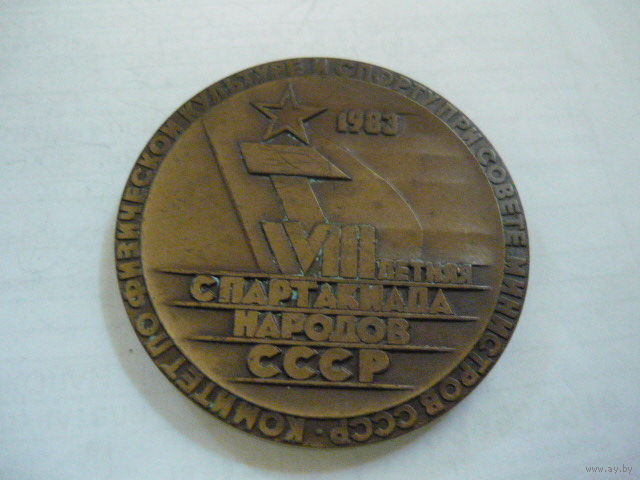 КОМИТЕТ ПО ФИЗИЧЕСКОЙ КУЛЬТУРЕ И СПОРТУ ПРИ СОВЕТЕ МИНИСТРОВ СССР ·
1983
VIII ЛЕТНЯЯ
СПАРТАКИАДА
НАРОДОВ
СССР
www.ay.by